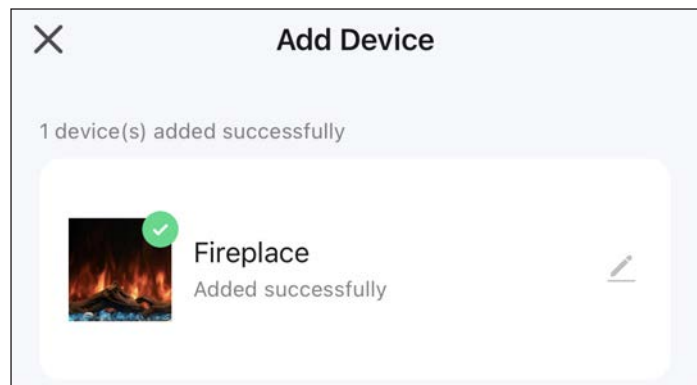 Add Device
1 device(s) added successfully
Fireplace
Added successfully